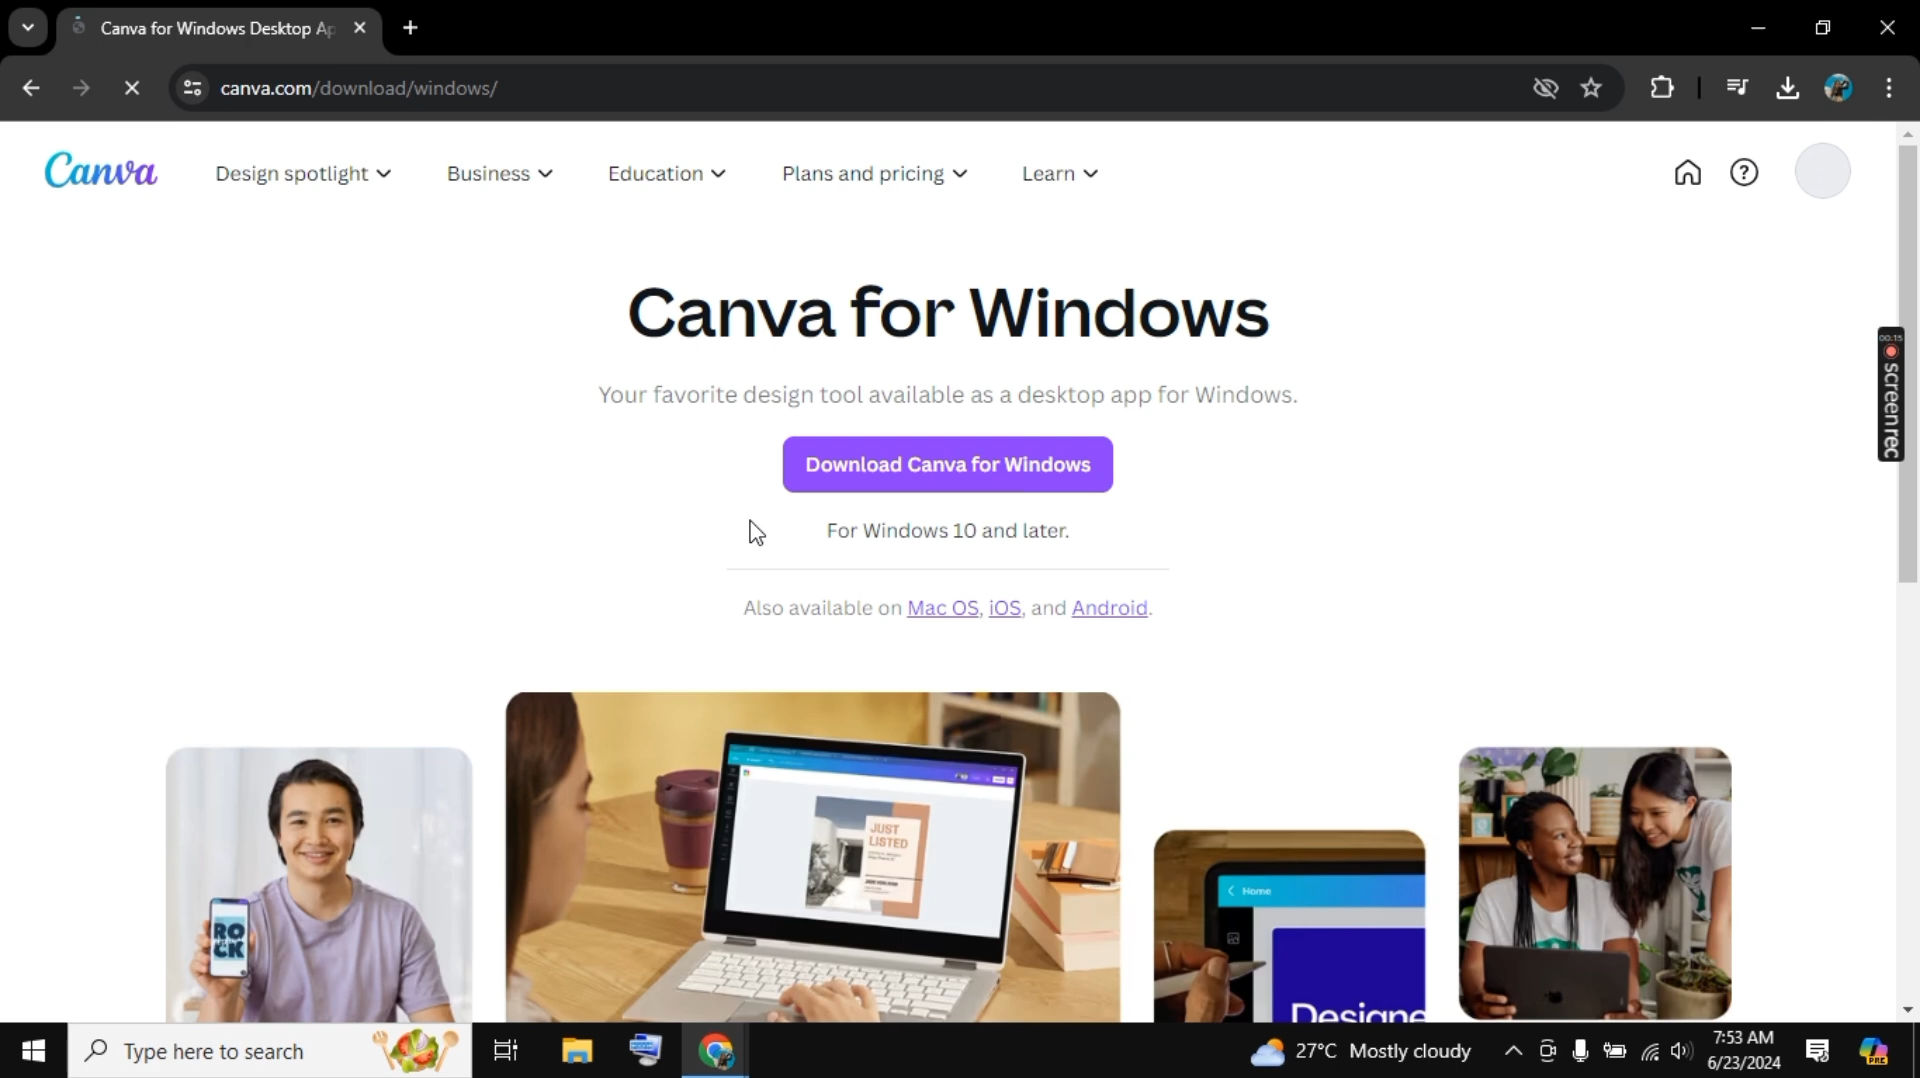 Canva for Windows Desktop Ap
canva.com/download/windows/
Canva
Design spotlight
Business
Education
Plans and pricing
Learn
Canva for Windows
Your favorite design tool available as a desktop app for Windows.
Download Canva for Windows
For Windows 10 and later.
Also available on Mac OS, iOS, and Android.
00:15
screenrec
JUST
LISTED
RO
CK
Home
Designe
Type here to search
27°C Mostly cloudy
7:53 AM
6/23/2024
PRE